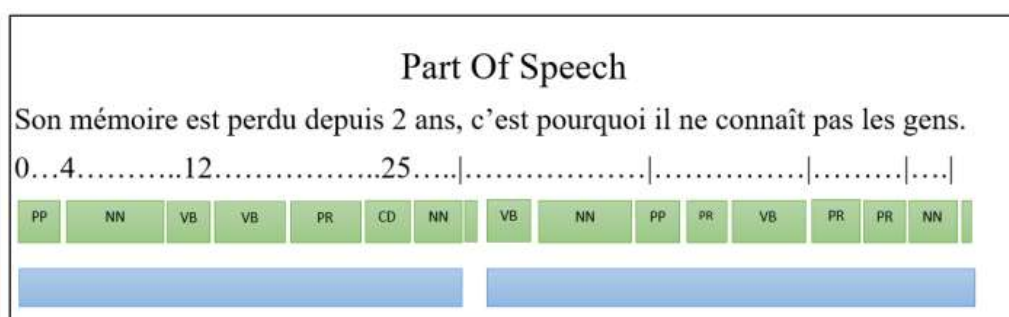 Part Of Speech
Son mémoire est perdu depuis 2 ans, c’est pourquoi il ne connaît pas les gens.
0…4………..12……………..25…..|………………|……………|………|….|
PP NN VB VB PR CD NN VB NN PP PR VB PR PR NN